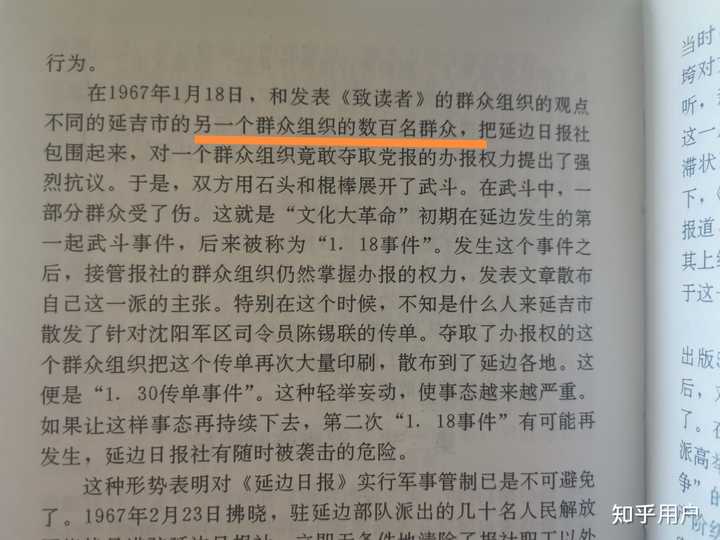 行为。
在1967年1月18日，和发表《致读者》的群众组织的观点
不同的延吉市的另一个群众组织的数百名群众，把延边日报社
包围起来，对一个群众组织竟敢夺取党报的办报权力提出了强
烈抗议。于是，双方用石头和棍棒展开了武斗。在武斗中，一
部分群众受了伤。这就是“文化大革命”初期在延边发生的第
一起武斗事件，后来被称为“1．18事件”。发生这个事件之
后，接管报社的群众组织仍然掌握办报的权力，发表文章散布
自己这一派的主张。特别在这个时候，不知是什么人来延吉市
散发了针对沈阳军区司令员陈锡联的传单。夺取了办报权的这
个群众组织把这个传单再次大量印刷，散布到了延边各地。这
便是“1．30传单事件”。这种轻举妄动，使事态越来越严重。
如果让这样事态再持续下去，第二次“1．18事件”有可能再
发生，延边日报社有随时被袭击的危险。
这种形势表明对《延边日报》实行军事管制已是不可避免
了。1967年2月23日拂晓，驻延边部队派出的几十名人民解放
当时
垮对
听，
这一
滞状
下，《
报道
其上
于这
出版
后，
了。在
派高举
争”的
知乎用户